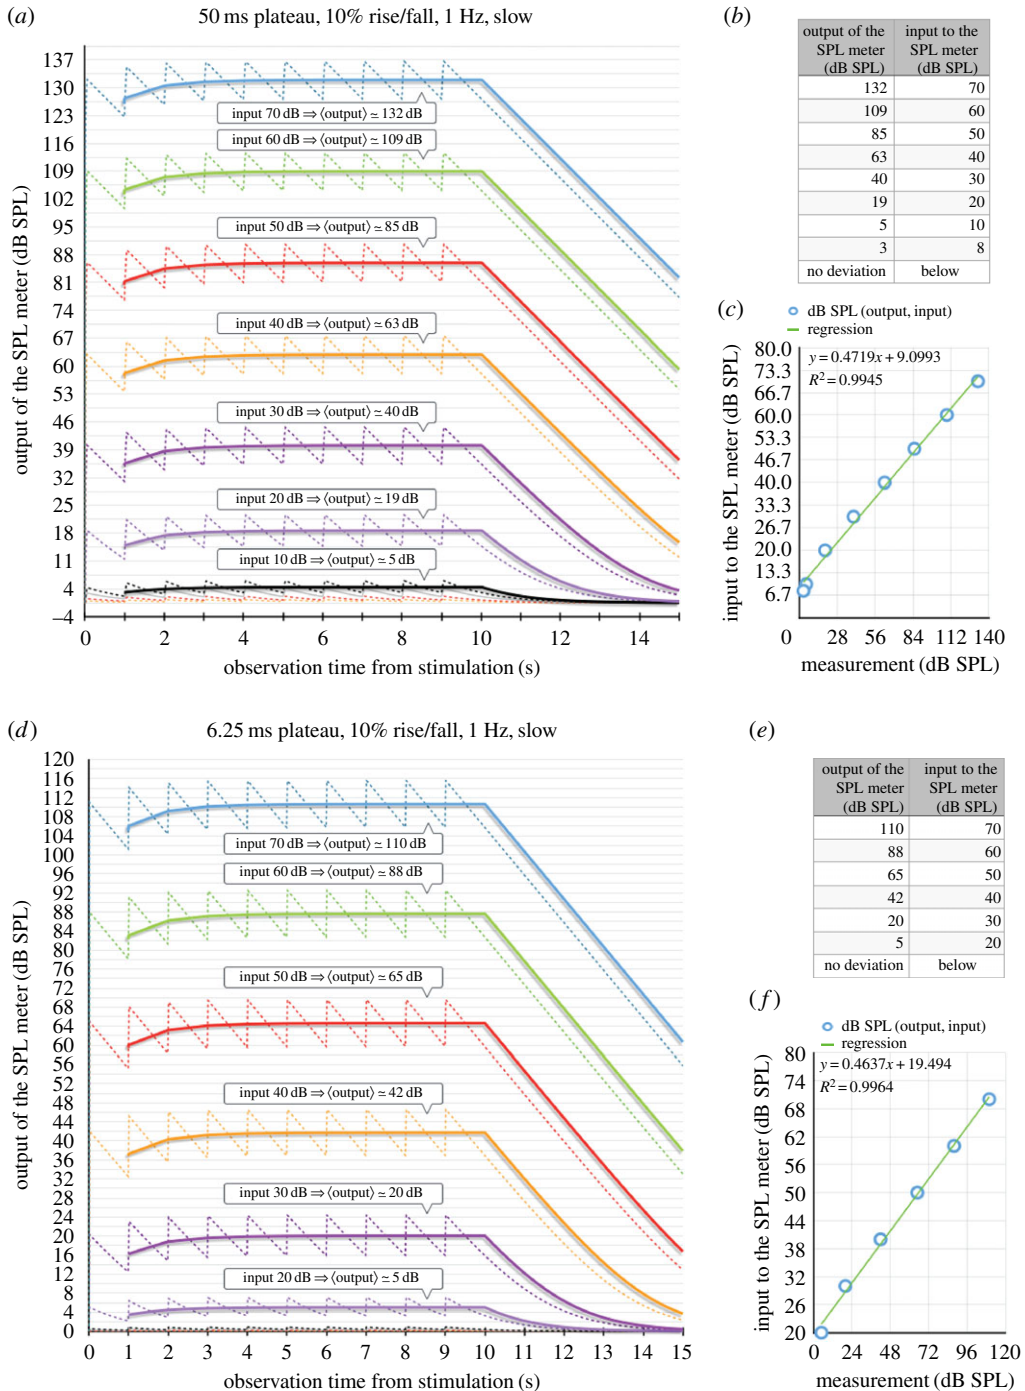 (a)
50 ms plateau, 10% rise/fall, 1 Hz, slow
output of the SPL meter (dB SPL)
137
130
123
116
109
102
95
88
81
74
67
60
53
46
39
32
25
18
11
4
–4
input 70 dB ⇒ ⟨output⟩ ≃ 132 dB
input 60 dB ⇒ ⟨output⟩ ≃ 109 dB
input 50 dB ⇒ ⟨output⟩ ≃ 85 dB
input 40 dB ⇒ ⟨output⟩ ≃ 63 dB
input 30 dB ⇒ ⟨output⟩ ≃ 40 dB
input 20 dB ⇒ ⟨output⟩ ≃ 19 dB
input 10 dB ⇒ ⟨output⟩ ≃ 5 dB
0 1 2 3 4 5 6 7 8 9 10 12 13 14 15
observation time from stimulation (s)
(b)
output of the SPL meter (dB SPL) input to the SPL meter (dB SPL)
132 70
109 60
85 50
63 40
40 30
19 20
5 10
3 8
no deviation below
(c)
dB SPL (output, input)
regression
y = 0.4719x + 9.0993
R² = 0.9945
input to the SPL meter (dB SPL)
80.0
73.3
66.7
60.0
53.3
46.7
40.0
33.3
26.7
20.0
13.3
6.7
0 28 56 84 112 140
measurement (dB SPL)
(d)
6.25 ms plateau, 10% rise/fall, 1 Hz, slow
output of the SPL meter (dB SPL)
120
116
112
108
104
100
96
92
88
84
80
76
72
68
64
60
56
52
48
44
40
36
32
28
24
20
16
12
8
4
0
input 70 dB ⇒ ⟨output⟩ ≃ 110 dB
input 60 dB ⇒ ⟨output⟩ ≃ 88 dB
input 50 dB ⇒ ⟨output⟩ ≃ 65 dB
input 40 dB ⇒ ⟨output⟩ ≃ 42 dB
input 30 dB ⇒ ⟨output⟩ ≃ 20 dB
input 20 dB ⇒ ⟨output⟩ ≃ 5 dB
0 1 2 3 4 5 6 7 8 9 10 11 12 13 14 15
observation time from stimulation (s)
(e)
output of the SPL meter (dB SPL) input to the SPL meter (dB SPL)
110 70
88 60
65 50
42 40
20 30
5 20
no deviation below
(f)
dB SPL (output, input)
regression
y = 0.4637x + 19.494
R² = 0.9964
input to the SPL meter (dB SPL)
80
74
68
62
56
50
44
38
32
26
20
0 24 48 72 96 120
measurement (dB SPL)